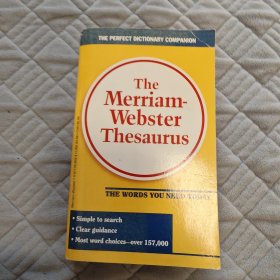 THE PERFECT DICTIONARY COMPANION
The
Merriam-
Webster
Thesaurus
THE WORDS YOU NEED TODAY
• Simple to search
• Clear guidance
• Most word choices—over 157,000